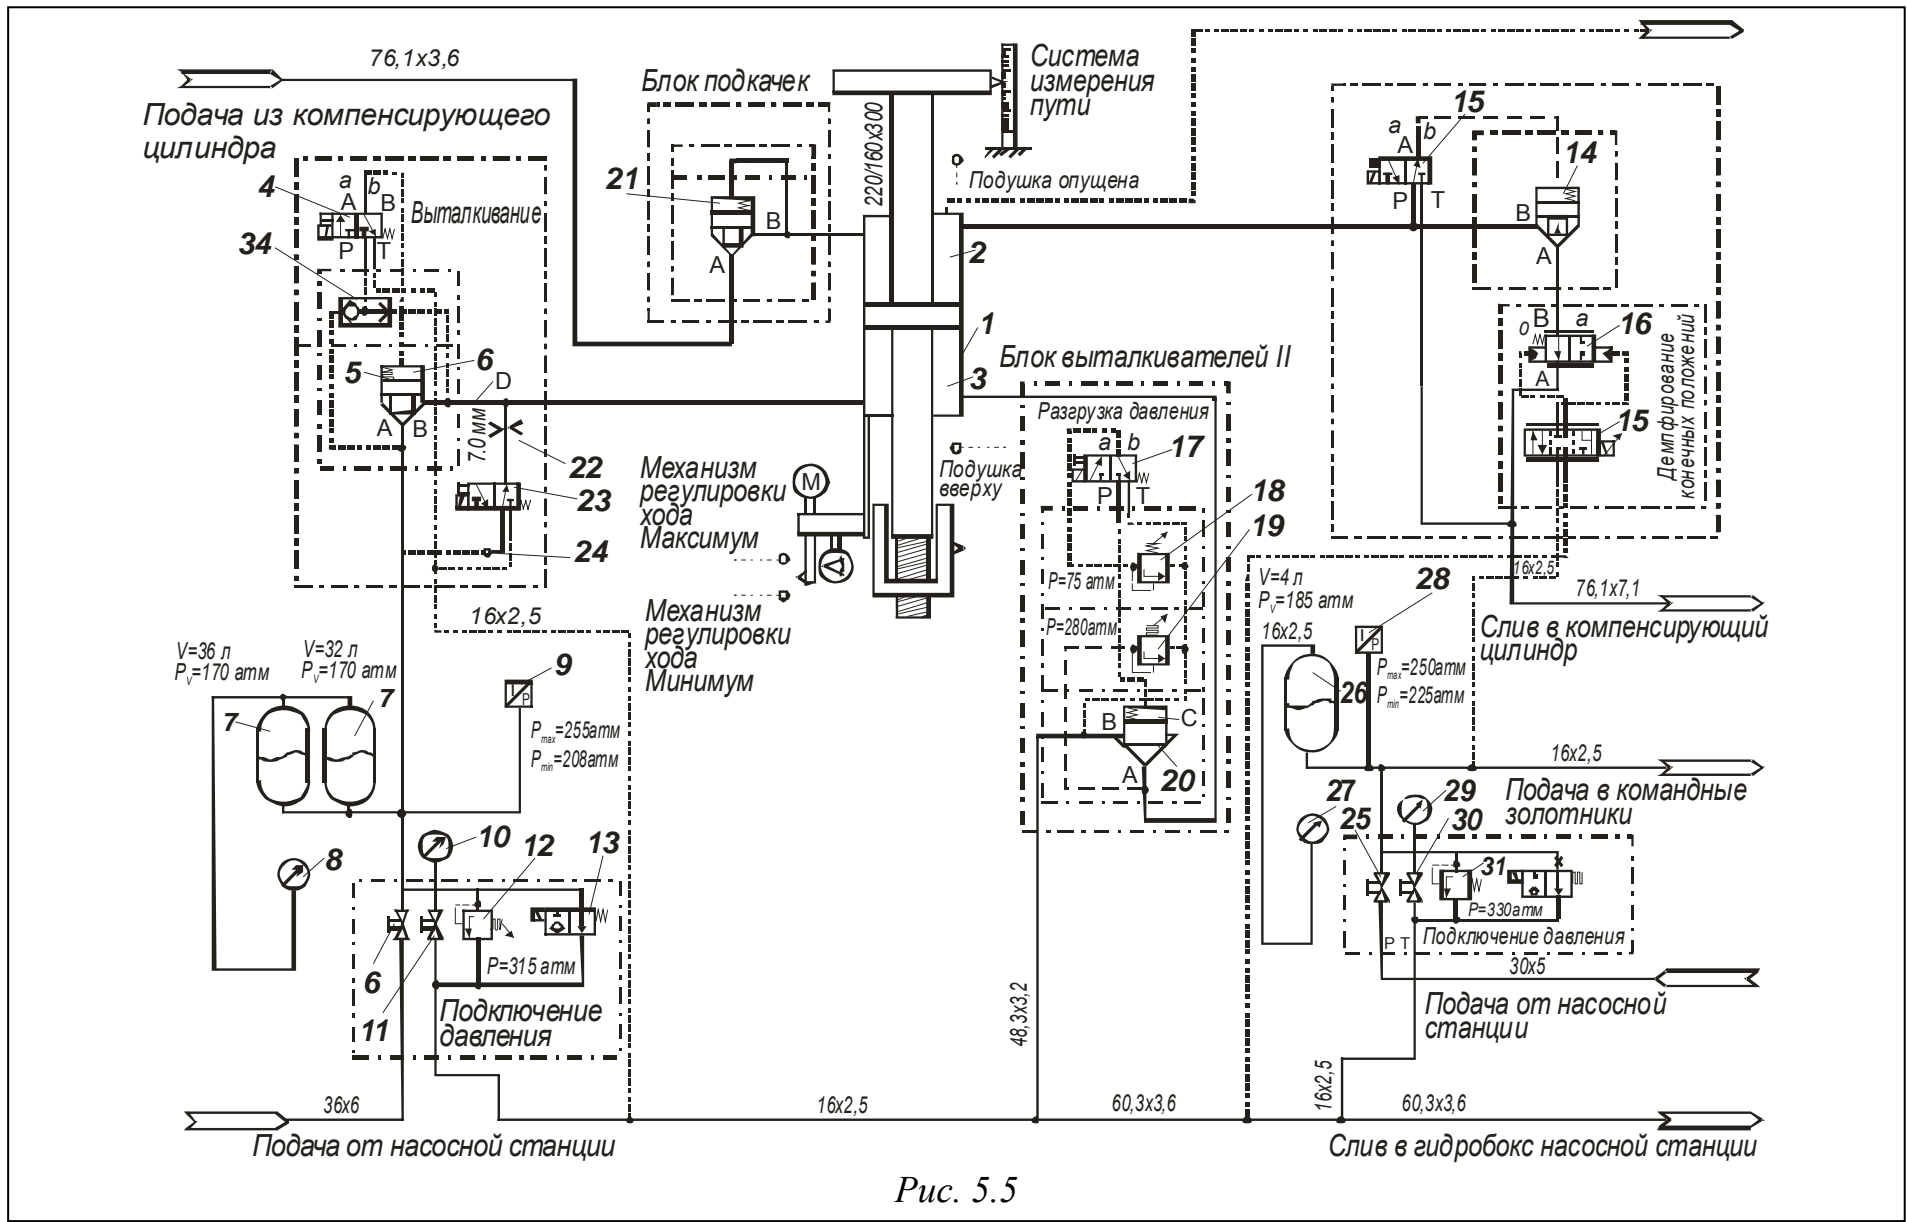 76,1x3,6
Подача из компенсирующего
цилиндра
Блок подкачек
Система
измерения
пути
220/160x300
Подушка опущена
4
a
b
A
B
P
T
Выталкивание
34
5
6
D
A
B
7.0 мм
22
23
24
21
B
A
2
1
3
15
a
A
b
P
T
14
B
A
o
B
a
16
A
15
Демпфирование
конечных положений
16x2,5
Блок выталкивателей II
Разгрузка давления
a
b
17
P
T
18
19
P=75 атм
P=280атм
B
C
A
20
Механизм
регулировки
хода
Максимум
М
Д
Подушка
вверху
Механизм
регулировки
хода
Минимум
16x2,5
V=36 л
Pv=170 атм
V=32 л
Pv=170 атм
7
7
8
I
P
9
Pmax=255атм
Pmin=208атм
10
12
13
6
11
P=315 атм
Подключение
давления
V=4 л
Pv=185 атм
16x2,5
26
I
P
28
Pmax=250атм
Pmin=225атм
76,1x7,1
Слив в компенсирующий
цилиндр
16x2,5
Подача в командные
золотники
27
25
29
30
31
P=330атм
P T
Подключение давления
30x5
Подача от насосной
станции
48,3x3,2
16x2,5
36x6
Подача от насосной станции
16x2,5
60,3x3,6
60,3x3,6
Слив в гидробокс насосной станции
Рис. 5.5